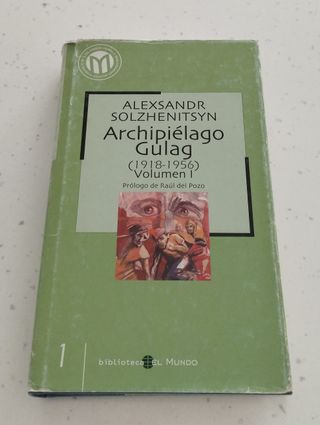 ALEXSANDR
SOLZHENITSYN
Archipiélago
Gulag
(1918-1956)
Volumen I
Prólogo de Raúl del Pozo
1
biblioteca EL MUNDO